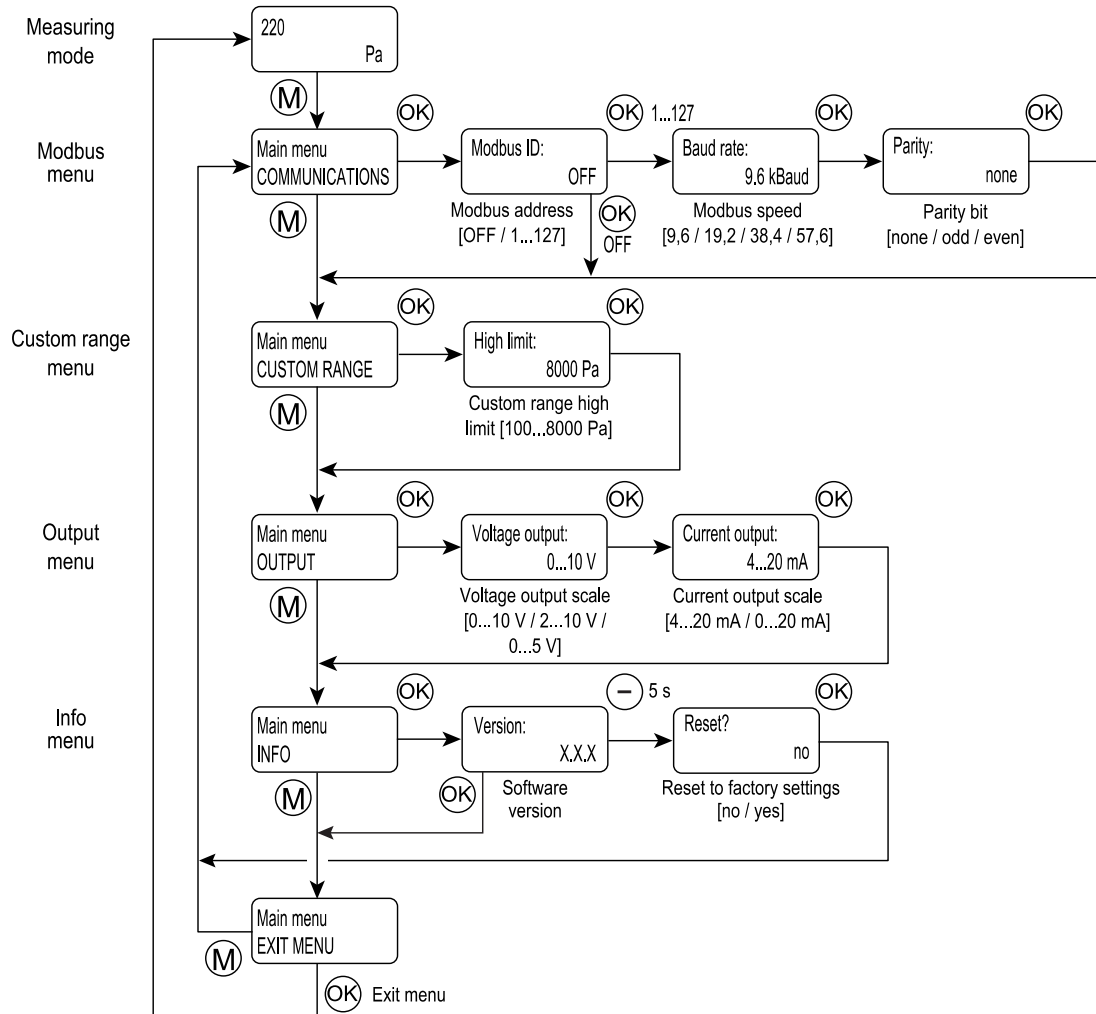 Measuring
mode
220
Pa
M
Modbus
menu
Main menu
COMMUNICATIONS
OK
Modbus ID:
OFF
Modbus address
[OFF / 1...127]
OK 1...127
OK
OFF
Baud rate:
9.6 kBaud
Modbus speed
[9,6 / 19,2 / 38,4 / 57,6]
OK
Parity:
none
Parity bit
[none / odd / even]
OK
M
Custom range
menu
Main menu
CUSTOM RANGE
OK
High limit:
8000 Pa
Custom range high
limit [100...8000 Pa]
OK
M
Output
menu
Main menu
OUTPUT
OK
Voltage output:
0...10 V
Voltage output scale
[0...10 V / 2...10 V /
0...5 V]
OK
Current output:
4...20 mA
Current output scale
[4...20 mA / 0...20 mA]
OK
M
Info
menu
Main menu
INFO
OK
Version:
X.X.X
Software
version
OK
– 5 s
Reset?
no
Reset to factory settings
[no / yes]
OK
M
Main menu
EXIT MENU
M
OK Exit menu